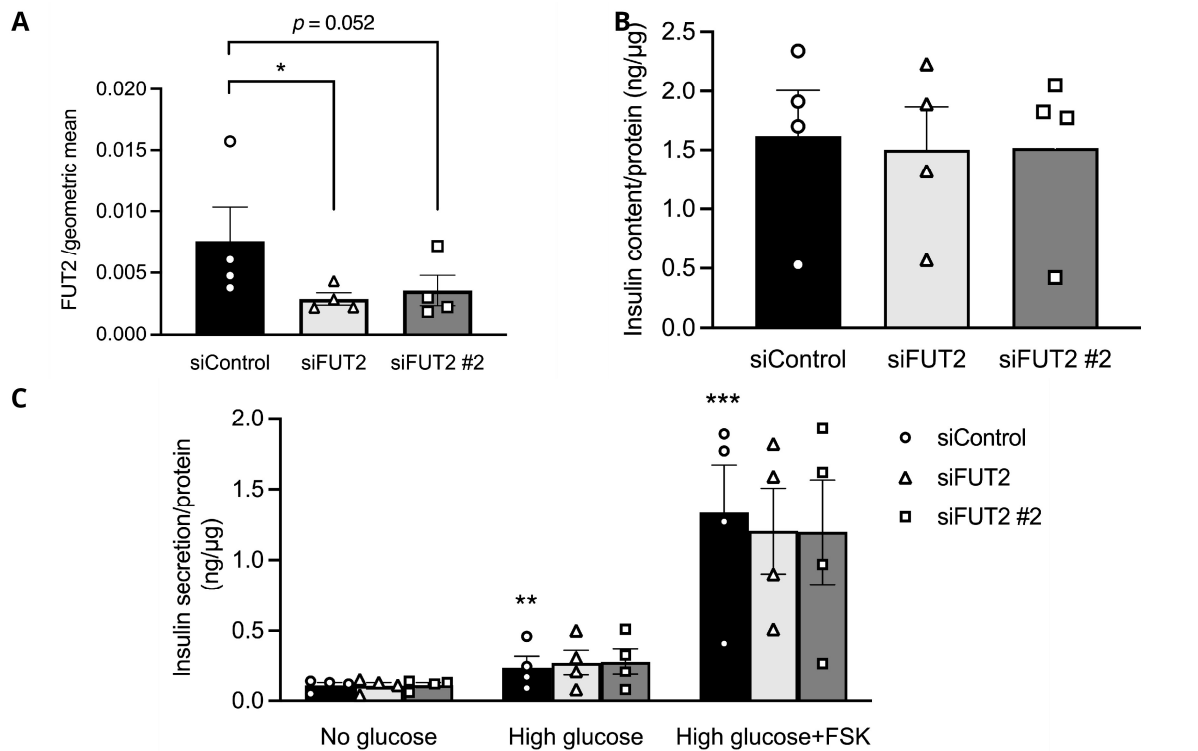 A
p = 0.052
*
FUT2 /geometric mean
0.020
0.015
0.010
0.005
0.000
siControl
siFUT2
siFUT2 #2
B
Insulin content/protein (ng/µg)
2.5
2.0
1.5
1.0
0.5
0.0
siControl
siFUT2
siFUT2 #2
C
Insulin secretion/protein
(ng/µg)
2.0
1.5
1.0
0.5
0.0
**
***
No glucose
High glucose
High glucose+FSK
siControl
siFUT2
siFUT2 #2